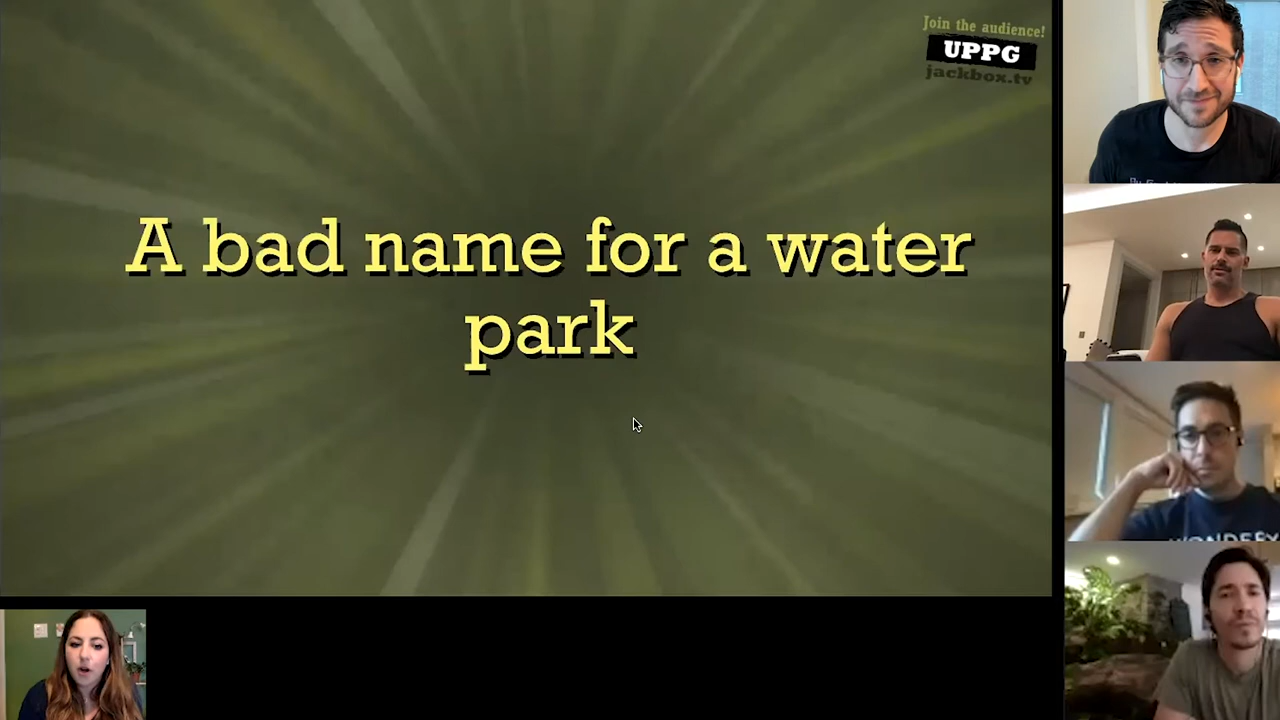 Join the audience!
UPPG
jackbox.tv
A bad name for a water
park